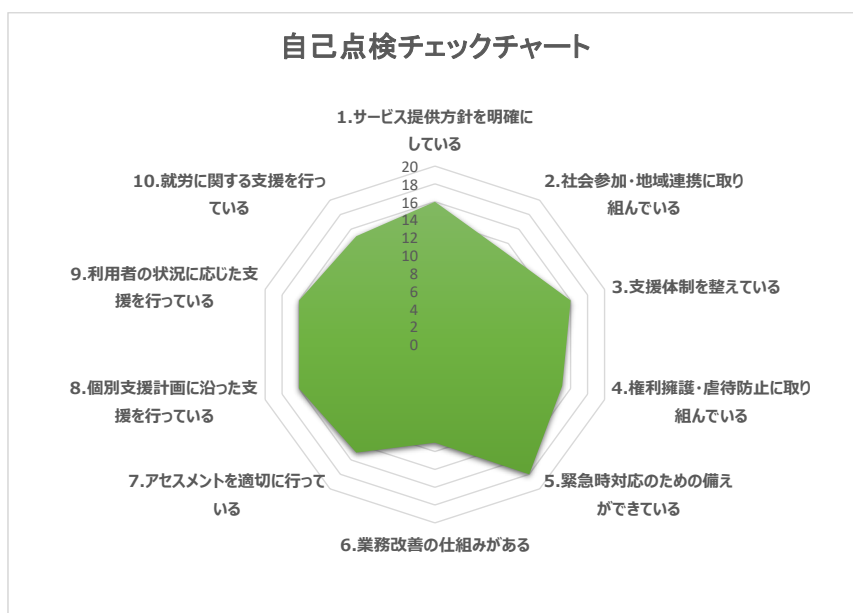 自己点検チェックチャート
1.サービス提供方針を明確に
している
20
18
16
14
12
10
8
6
4
2
0
2.社会参加・地域連携に取り
組んでいる
3.支援体制を整えている
4.権利擁護・虐待防止に取り
組んでいる
5.緊急時対応のための備え
ができている
6.業務改善の仕組みがある
7.アセスメントを適切に行って
いる
8.個別支援計画に沿った支
援を行っている
9.利用者の状況に応じた支
援を行っている
10.就労に関する支援を行っ
ている